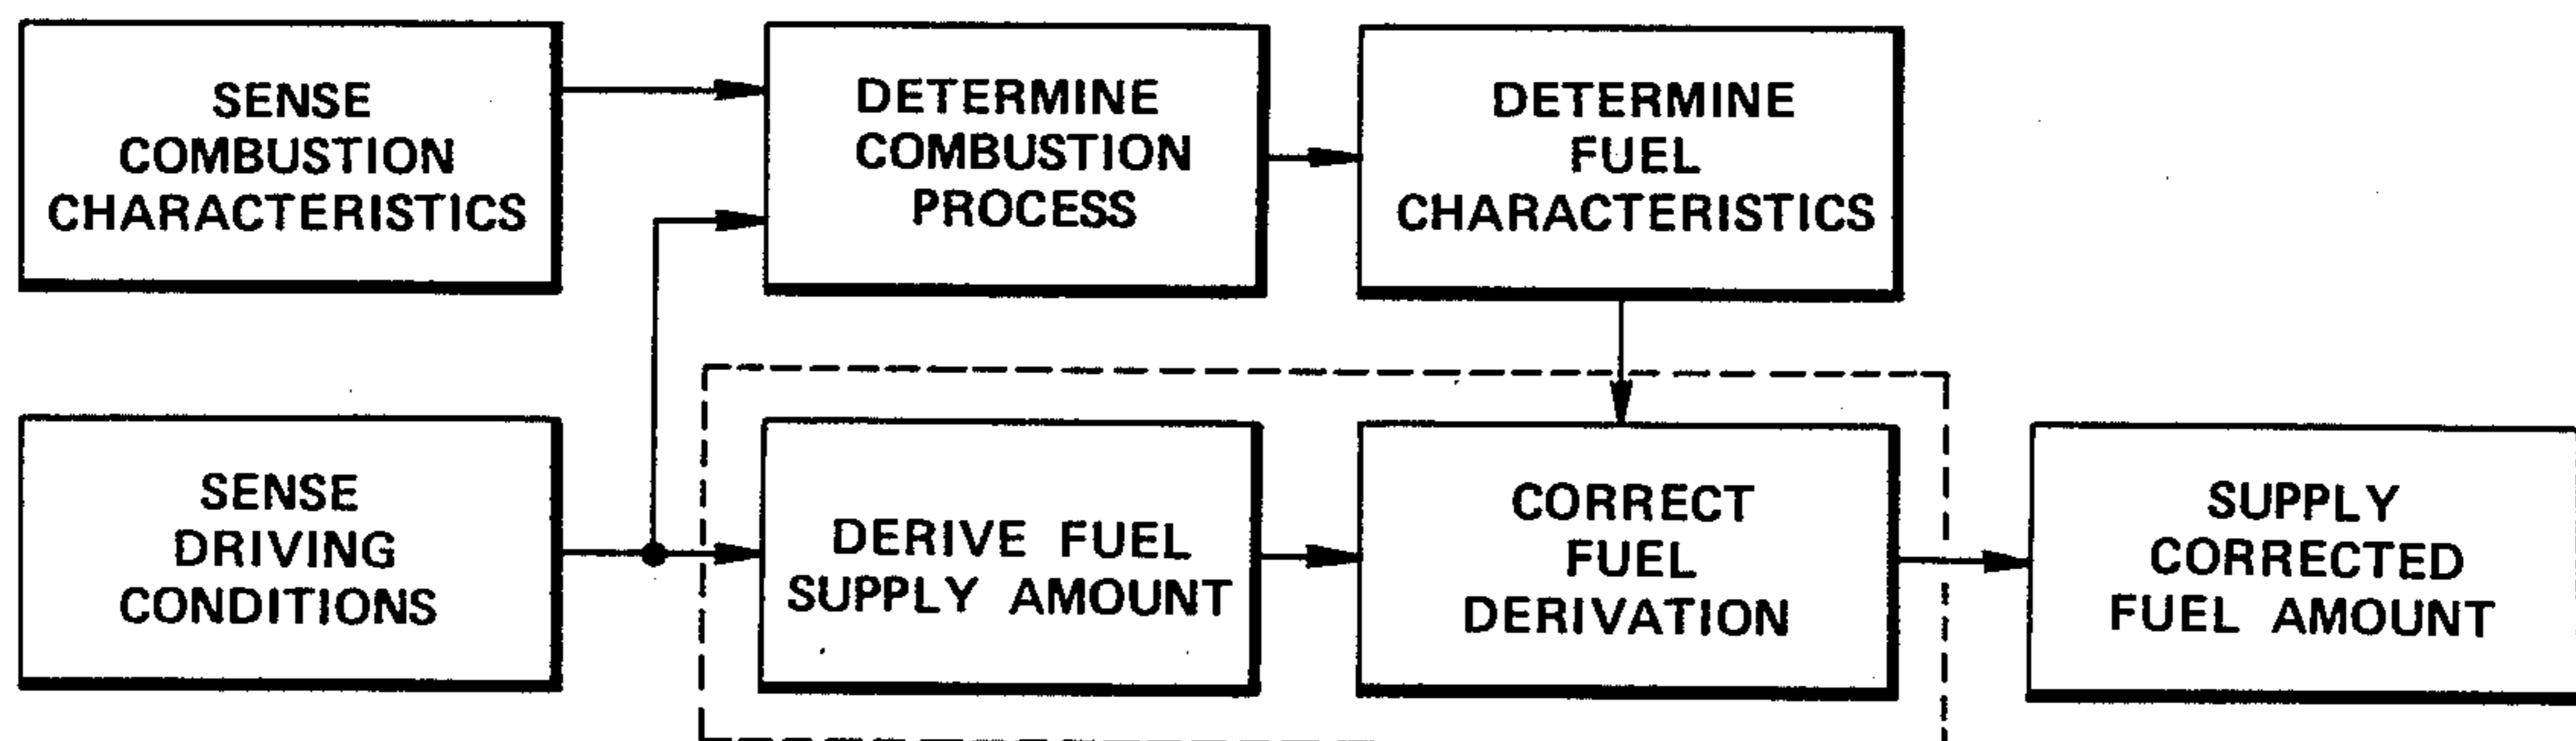 SENSE
COMBUSTION
CHARACTERISTICS
DETERMINE
COMBUSTION
PROCESS
DETERMINE
FUEL
CHARACTERISTICS
SENSE
DRIVING
CONDITIONS
DERIVE FUEL
SUPPLY AMOUNT
CORRECT
FUEL
DERIVATION
SUPPLY
CORRECTED
FUEL AMOUNT